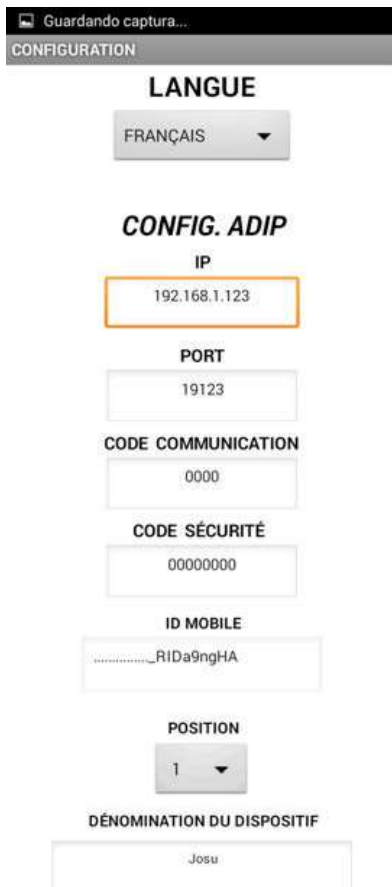 Guardando captura...
CONFIGURATION
LANGUE
FRANÇAIS
CONFIG. ADIP
IP
192.168.1.123
PORT
19123
CODE COMMUNICATION
0000
CODE SÉCURITÉ
00000000
ID MOBILE
..............._RIDa9ngHA
POSITION
1
DÉNOMINATION DU DISPOSITIF
Josu